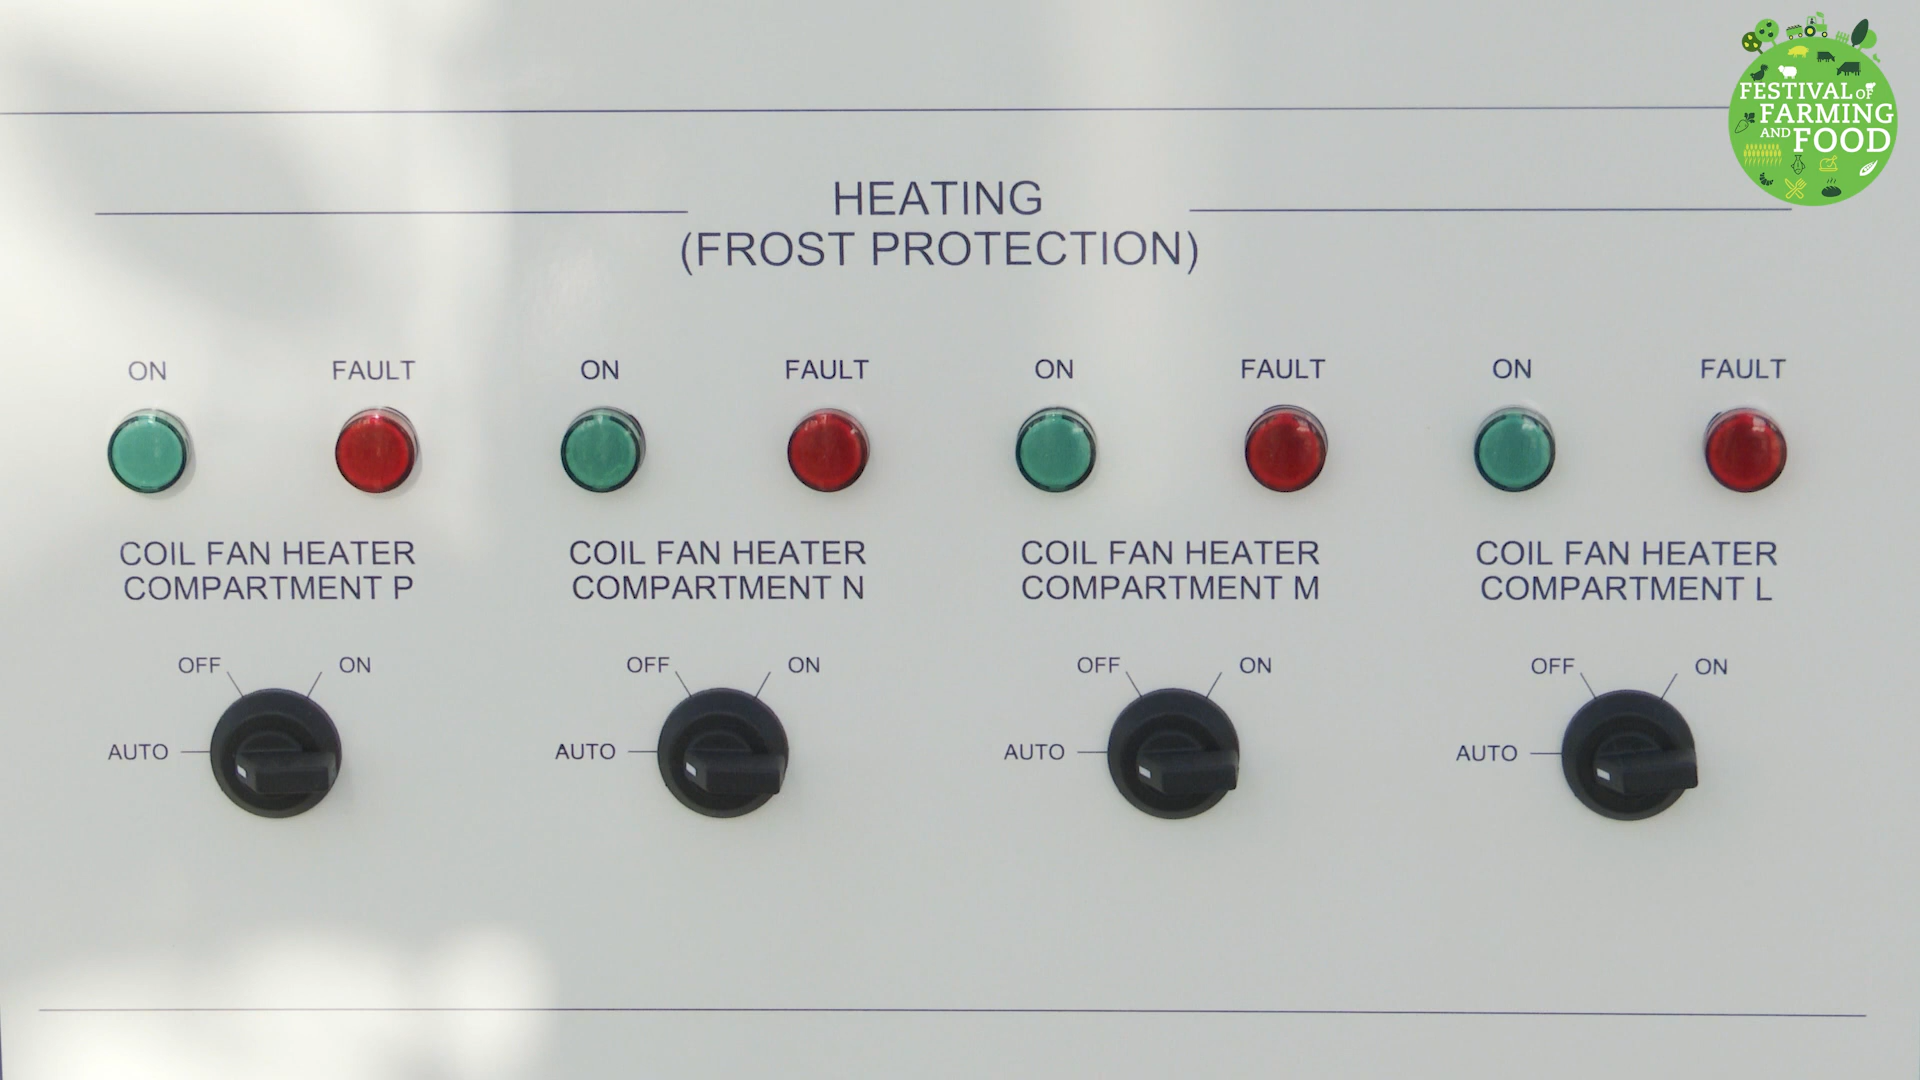 FESTIVAL OF
FARMING
AND FOOD
HEATING
(FROST PROTECTION)
ON FAULT ON FAULT ON FAULT ON FAULT
COIL FAN HEATER
COMPARTMENT P
COIL FAN HEATER
COMPARTMENT N
COIL FAN HEATER
COMPARTMENT M
COIL FAN HEATER
COMPARTMENT L
OFF ON OFF ON OFF ON OFF ON
AUTO AUTO AUTO AUTO